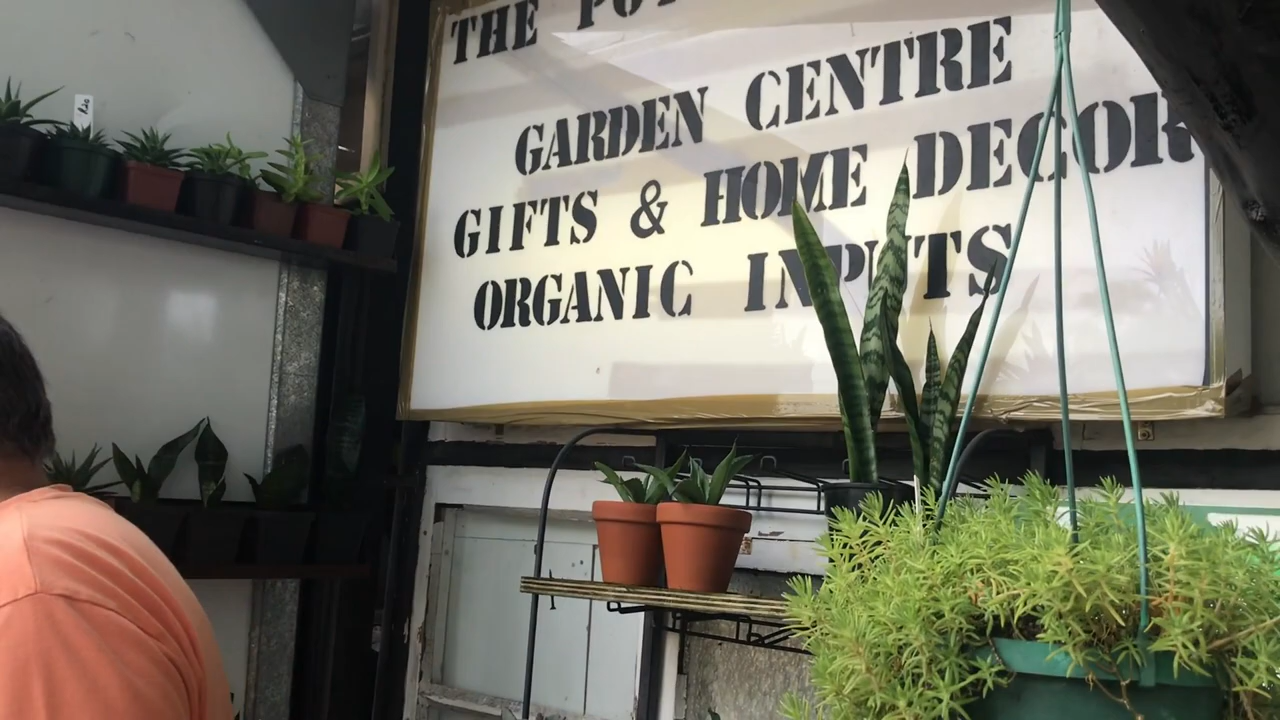 THE
GARDEN CENTRE
GIFTS & HOME DECOR
ORGANIC INPUTS